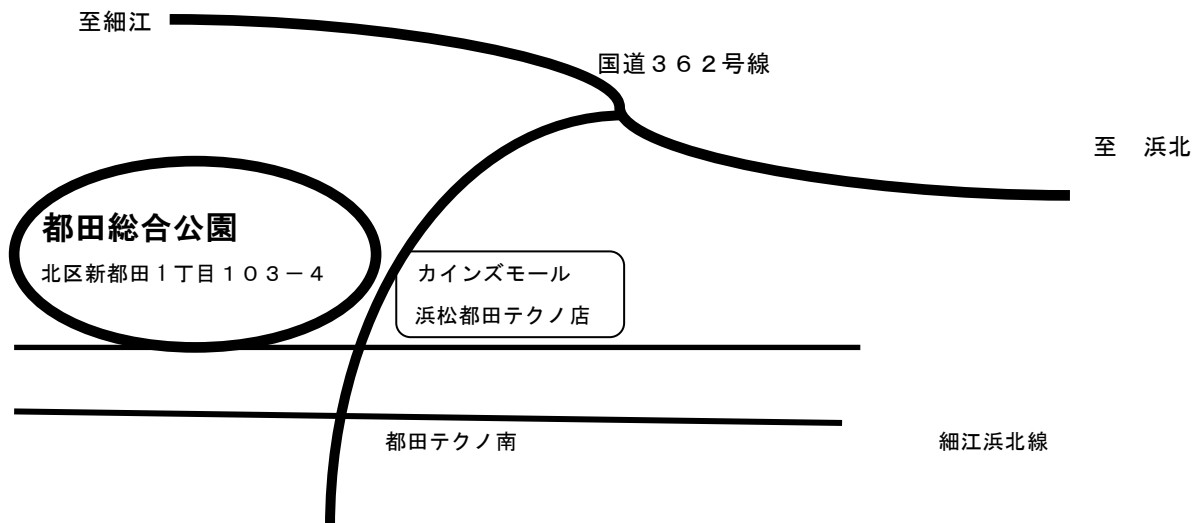 至細江
国道３６２号線
至　浜北
都田総合公園
北区新都田１丁目１０３－４
カインズモール
浜松都田テクノ店
都田テクノ南
細江浜北線